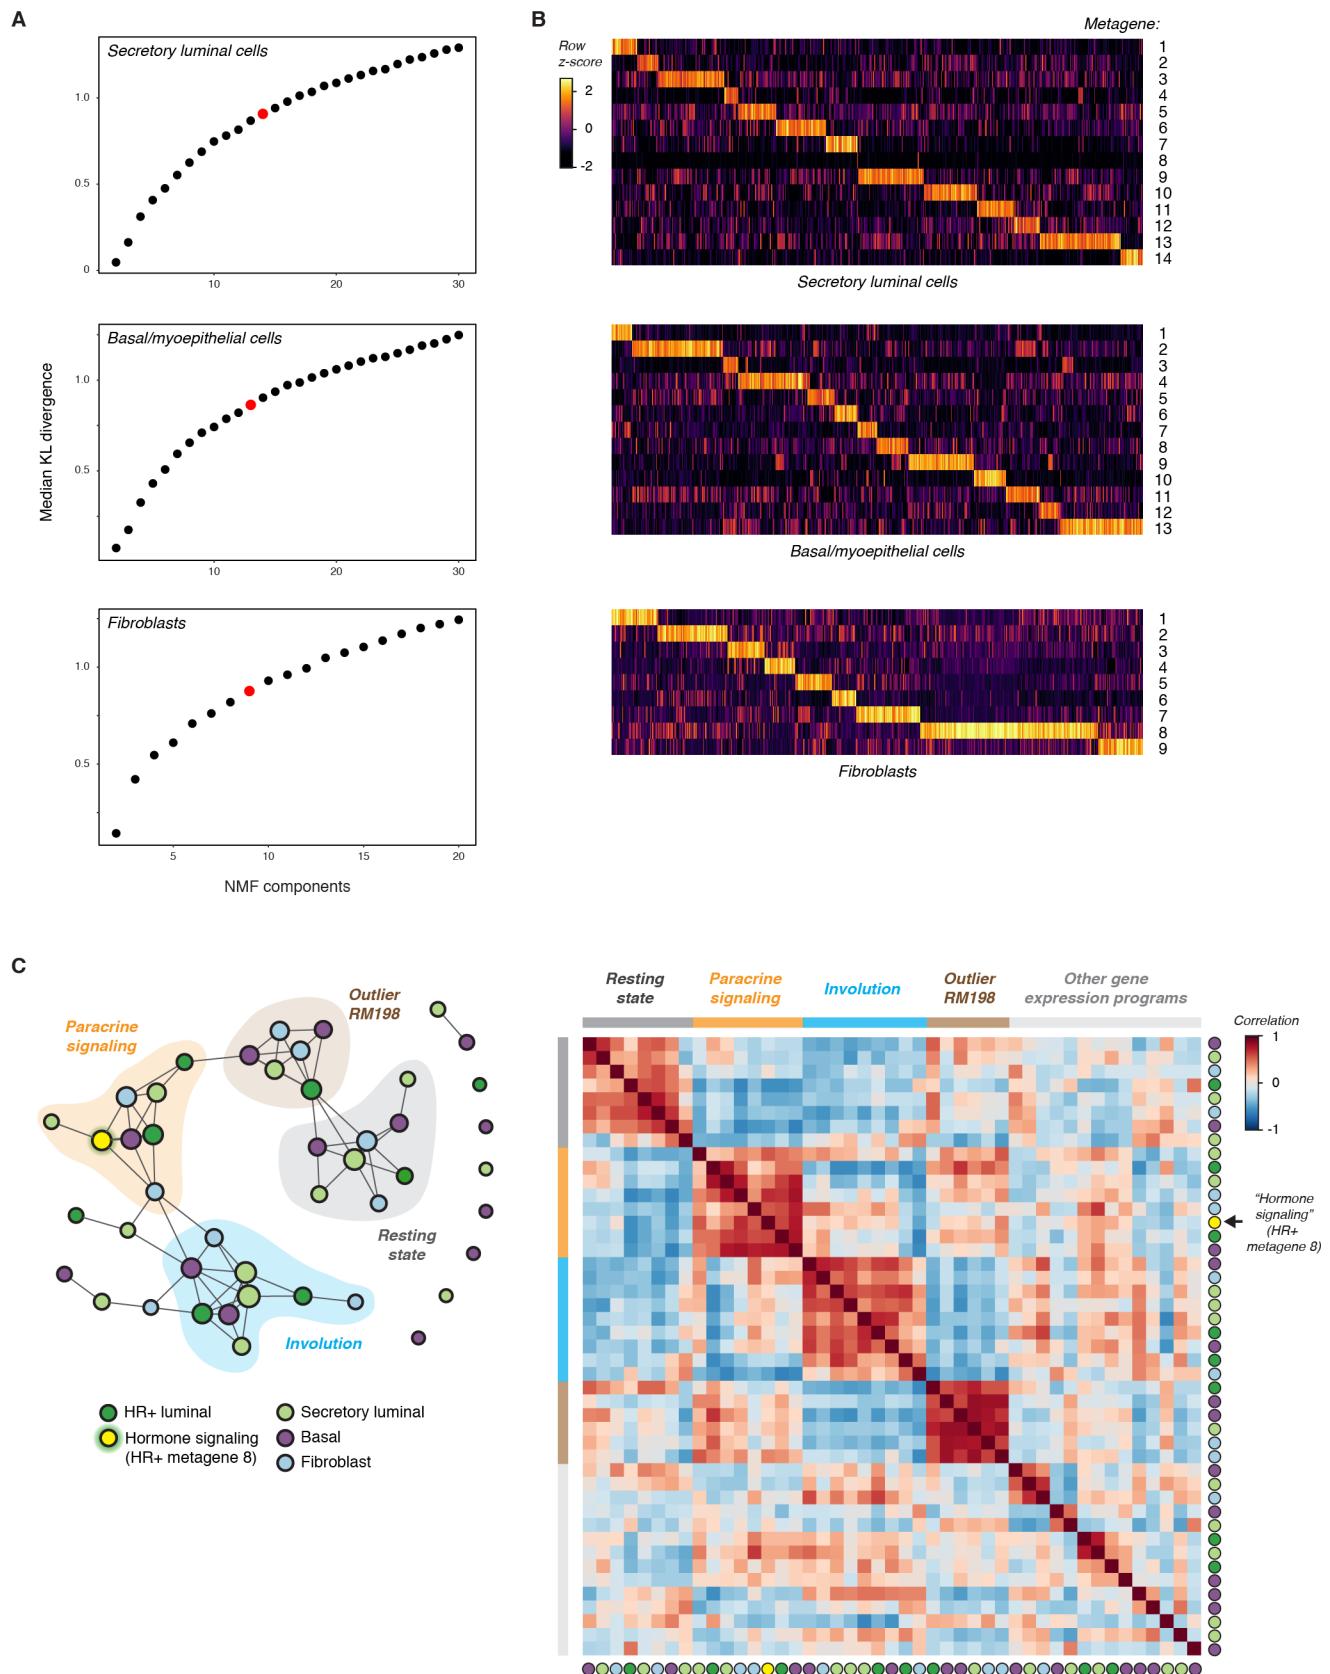 A
Secretory luminal cells
1.0
0.5
0
10
20
30
Basal/myoepithelial cells
1.0
0.5
10
20
30
Median KL divergence
Fibroblasts
1.0
0.5
5
10
15
20
NMF components
B
Metagene:
Row
z-score
2
0
-2
1
2
3
4
5
6
7
8
9
10
11
12
13
14
Secretory luminal cells
1
2
3
4
5
6
7
8
9
10
11
12
13
Basal/myoepithelial cells
1
2
3
4
5
6
7
8
9
Fibroblasts
C
Outlier
RM198
Paracrine
signaling
Resting
state
Involution
HR+ luminal
Hormone signaling
(HR+ metagene 8)
Secretory luminal
Basal
Fibroblast
Resting
state
Paracrine
signaling
Involution
Outlier
RM198
Other gene
expression programs
Correlation
1
0
-1
“Hormone
signaling”
(HR+
metagene 8)